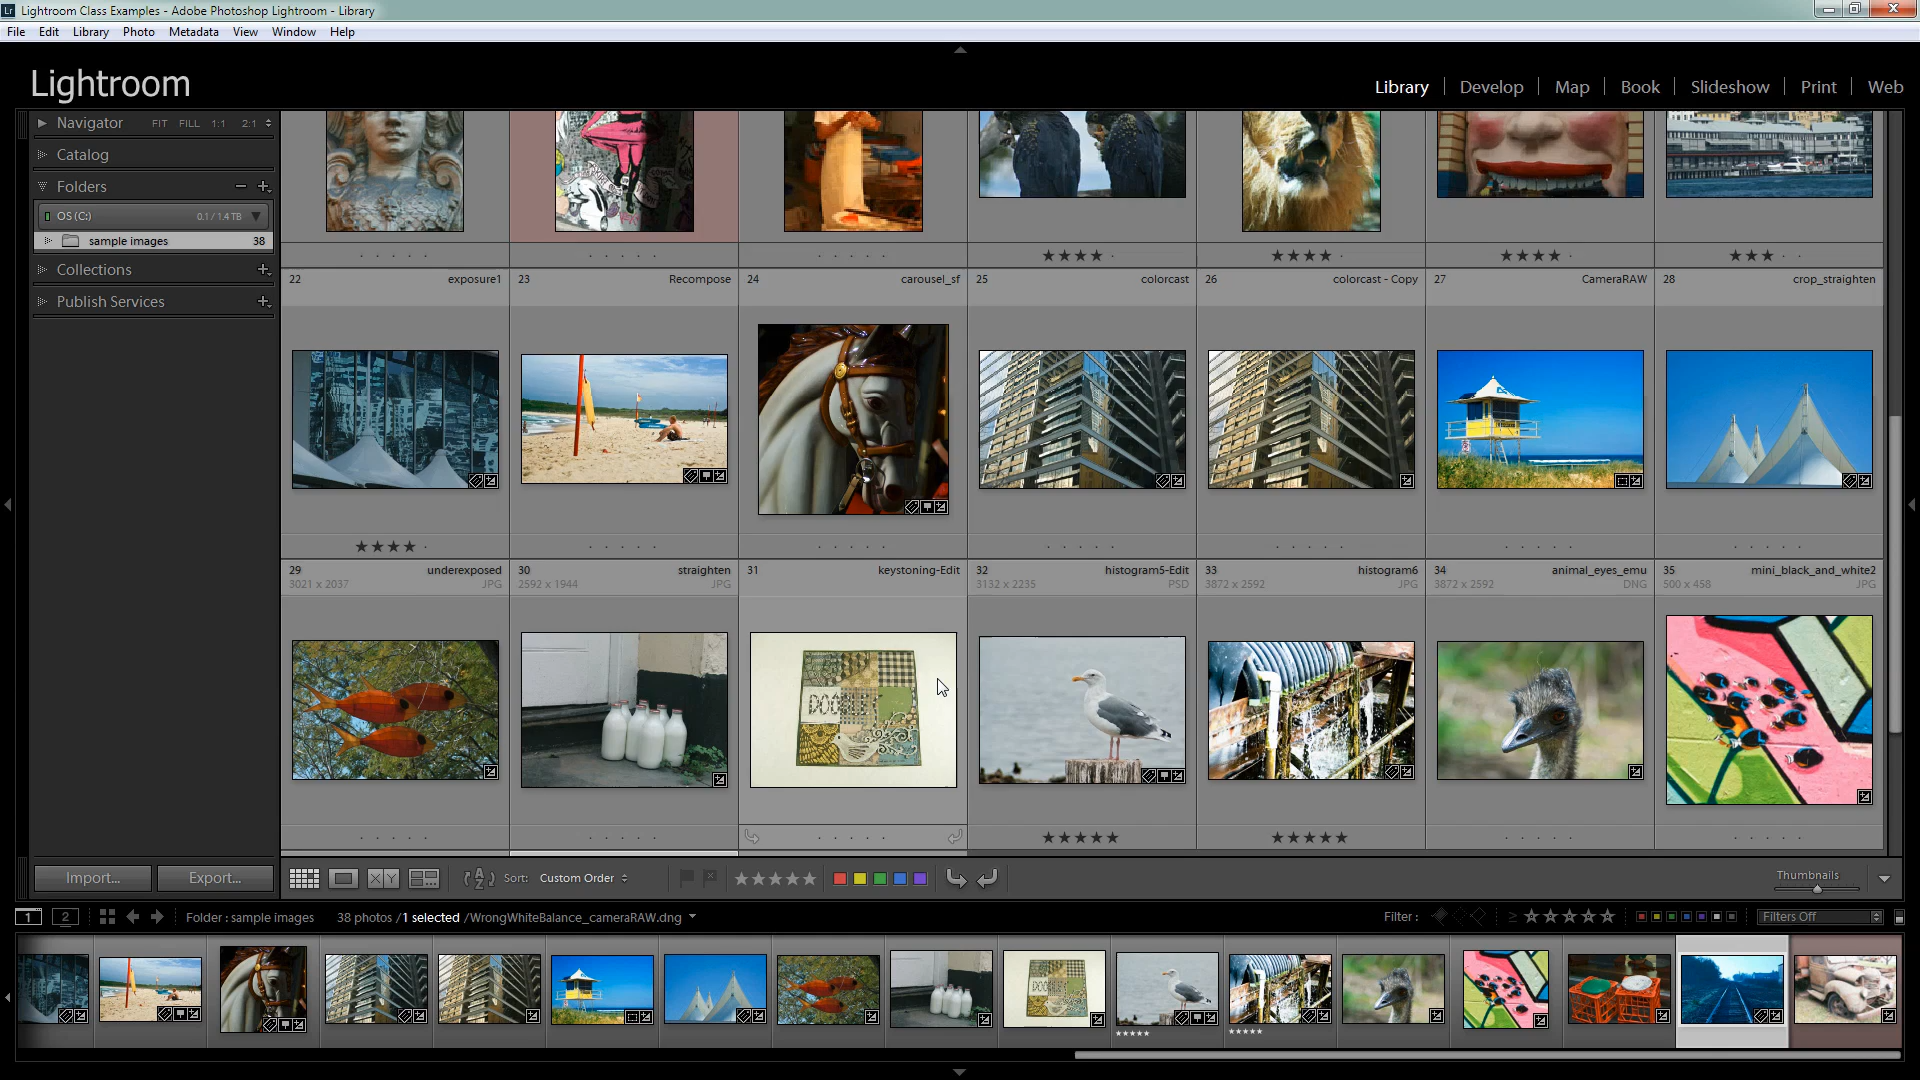 Lightroom Class Examples - Adobe Photoshop Lightroom - Library
File Edit Library Photo Metadata View Window Help
Lightroom
Library | Develop | Map | Book | Slideshow | Print | Web
Navigator FIT FILL 1:1 2:1
Catalog
Folders
OS (C:) 0.1 / 1.4 TB
sample images 38
Collections
Publish Services
22 exposure1 23 Recompose 24 carousel_sf 25 colorcast 26 colorcast - Copy 27 CameraRAW 28 crop_straighten
29 underexposed 30 straighten 31 keystoning-Edit 32 histogram5-Edit 33 histogram6 34 animal_eyes_emu 35 mini_black_and_white2
3021 x 2037 JPG 2592 x 1944 JPG 3132 x 2235 PSD 3872 x 2592 JPG 3872 x 2592 DNG 500 x 458 JPG
Import... Export... XY Sort: Custom Order Thumbnails
1 2 Folder : sample images 38 photos / 1 selected / WrongWhiteBalance_cameraRAW.dng Filter : Filters Off